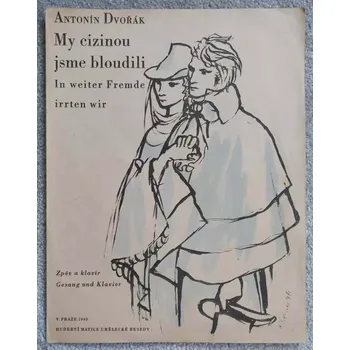 ANTONÍN DVOŘÁK
My cizinou
jsme bloudili
In weiter Fremde
irrten wir
Zpěv a klavír
Gesang und Klavier
V PRAZE 1943
HUDEBNÍ MATICE UMĚLECKÉ BESEDY